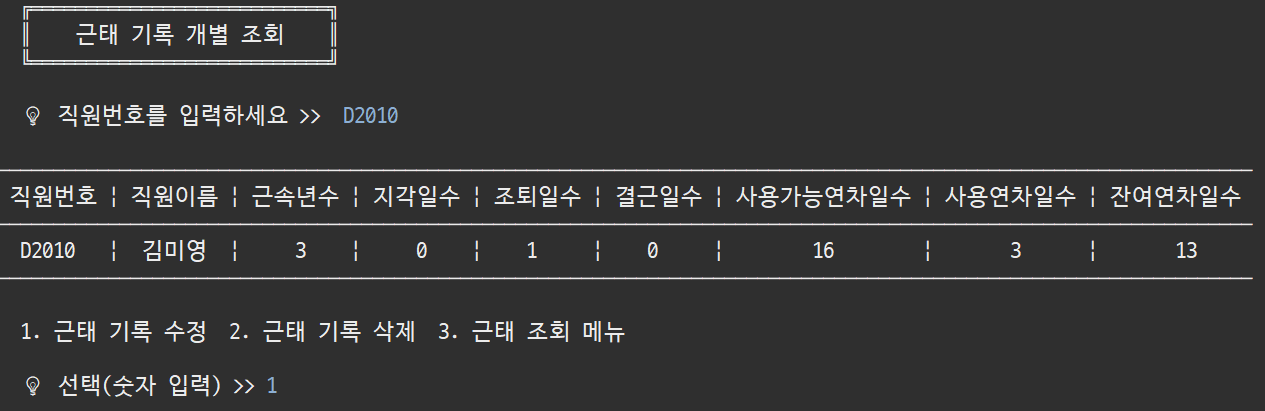 근태 기록 개별 조회
💡 직원번호를 입력하세요 >> D2010
직원번호 ¦ 직원이름 ¦ 근속년수 ¦ 지각일수 ¦ 조퇴일수 ¦ 결근일수 ¦ 사용가능연차일수 ¦ 사용연차일수 ¦ 잔여연차일수
D2010 ¦ 김미영 ¦ 3 ¦ 0 ¦ 1 ¦ 0 ¦ 16 ¦ 3 ¦ 13
1. 근태 기록 수정 2. 근태 기록 삭제 3. 근태 조회 메뉴
💡 선택(숫자 입력) >> 1